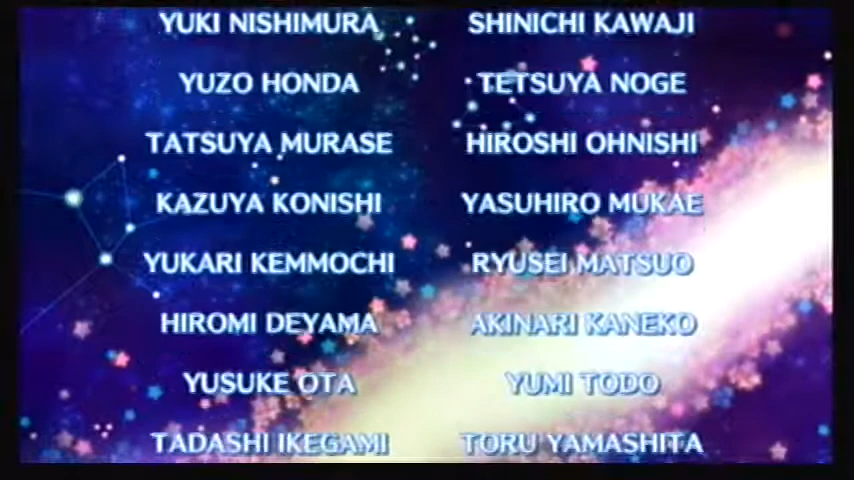 YUKI NISHIMURA SHINICHI KAWAJI
YUZO HONDA TETSUYA NOGE
TATSUYA MURASE HIROSHI OHNISHI
KAZUYA KONISHI YASUHIRO MUKAE
YUKARI KEMMOCHI RYUSEI MATSUO
HIROMI DEYAMA AKINARI KANEKO
YUSUKE OTA YUMI TODO
TADASHI IKEGAMI TORU YAMASHITA